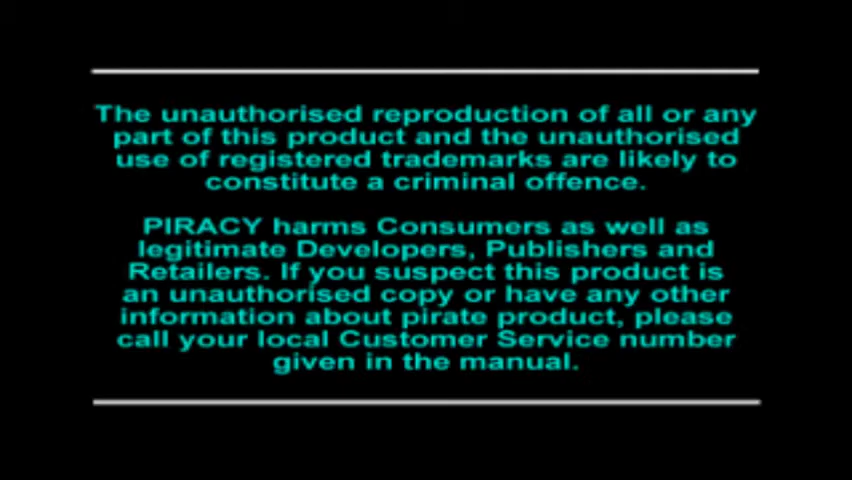 The unauthorised reproduction of all or any
part of this product and the unauthorised
use of registered trademarks are likely to
constitute a criminal offence.
PIRACY harms Consumers as well as
legitimate Developers, Publishers and
Retailers. If you suspect this product is
an unauthorised copy or have any other
information about pirate product, please
call your local Customer Service number
given in the manual.